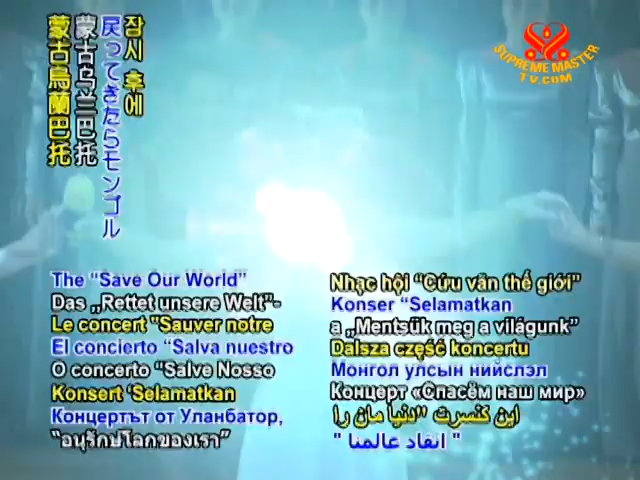 蒙古烏蘭巴托
蒙古乌兰巴托
戻ってきたらモンゴル
잠시 후에
SUPREME MASTER
TV.COM
The "Save Our World"
Das „Rettet unsere Welt"-
Le concert "Sauver notre
El concierto “Salva nuestro
O concerto “Salve Nosso
Konsert ‘Selamatkan
Концертът от Уланбатор,
“อนุรักษ์โลกของเรา”
Nhạc hội “Cứu vãn thế giới”
Konser “Selamatkan
a „Mentsük meg a világunk”
Dalsza część koncertu
Монгол улсын нийслэл
Концерт «Спасём наш мир»
این کنسرت "دنیا مان را
" انقاد عالمنا "